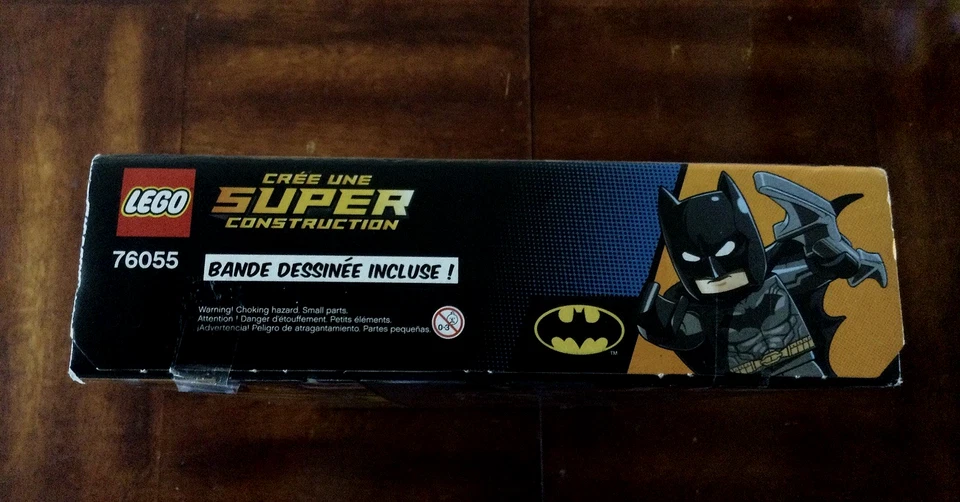 LEGO
76055
CRÉE UNE
SUPER
CONSTRUCTION
BANDE DESSINÉE INCLUSE !
Warning! Choking hazard. Small parts.
Attention ! Danger d'étouffement. Petits éléments.
¡Advertencia! Peligro de atragantamiento. Partes pequeñas.
0-3
TM